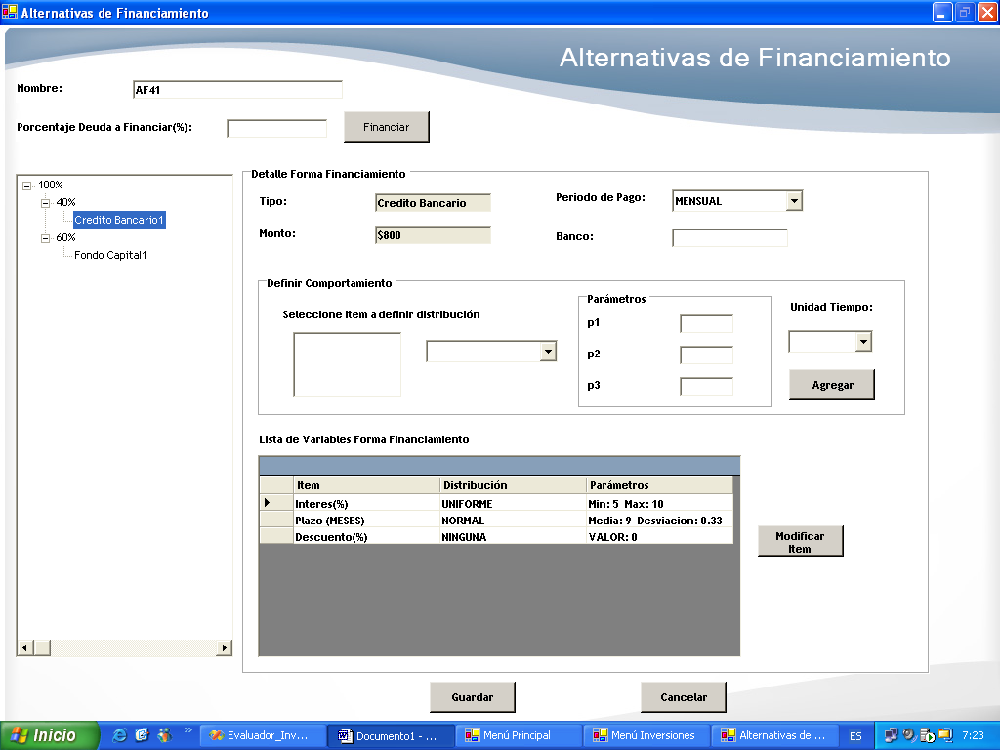 Alternativas de Financiamiento
Alternativas de Financiamiento
Nombre: AF41
Porcentaje Deuda a Financiar(%): Financiar
100%
40%
Credito Bancario1
60%
Fondo Capital1
Detalle Forma Financiamiento
Tipo: Credito Bancario Periodo de Pago: MENSUAL
Monto: $800 Banco:
Definir Comportamiento
Seleccione item a definir distribución
Parámetros
p1
p2
p3
Unidad Tiempo:
Agregar
Lista de Variables Forma Financiamiento
Item Distribución Parámetros
Interes(%) UNIFORME Min: 5 Max: 10
Plazo (MESES) NORMAL Media: 9 Desviacion: 0.33
Descuento(%) NINGUNA VALOR: 0
Modificar
Item
Guardar Cancelar
Inicio » Evaluador_Inv... Documento1 - ... Menú Principal Menú Inversiones Alternativas de ... ES 7:23